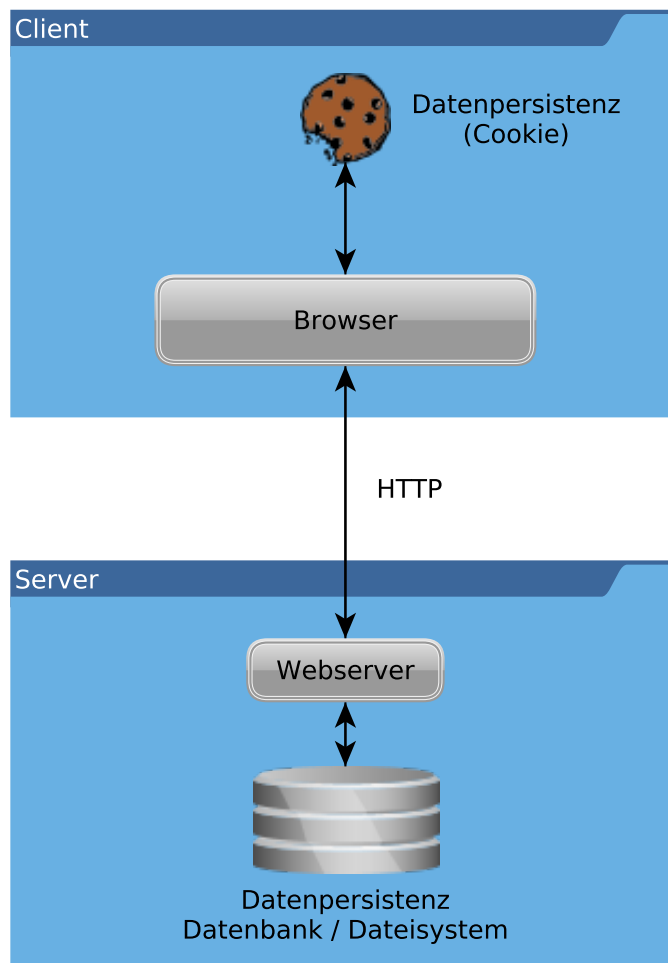 Client
Datenpersistenz
(Cookie)
Browser
HTTP
Server
Webserver
Datenpersistenz
Datenbank / Dateisystem